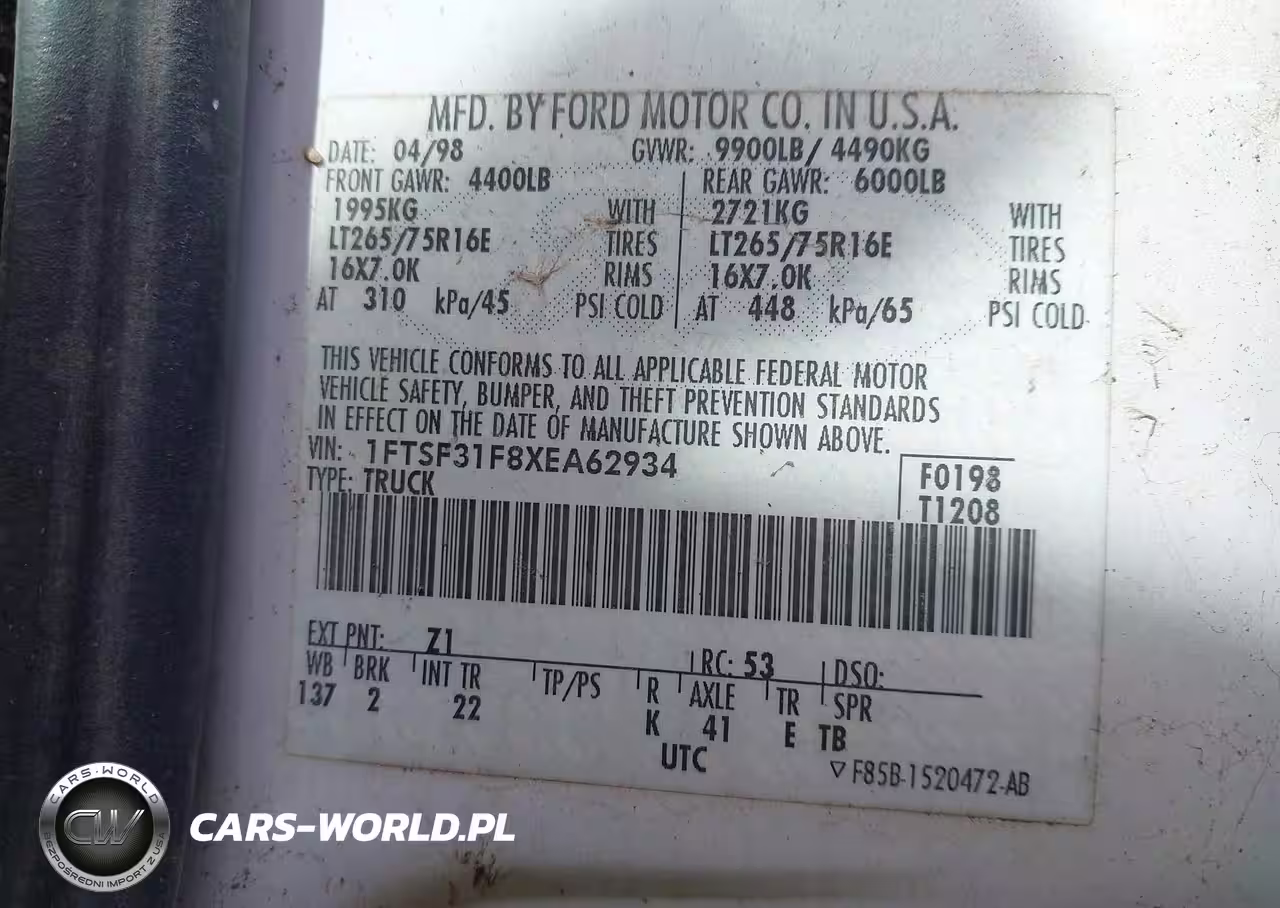 MFD. BY FORD MOTOR CO. IN U.S.A.
DATE: 04/98 GVWR: 9900LB/ 4490KG
FRONT GAWR: 4400LB REAR GAWR: 6000LB
1995KG WITH 2721KG WITH
LT265/75R16E TIRES LT265/75R16E TIRES
16X7.0K RIMS 16X7.0K RIMS
AT 310 kPa/45 PSI COLD AT 448 kPa/65 PSI COLD
THIS VEHICLE CONFORMS TO ALL APPLICABLE FEDERAL MOTOR
VEHICLE SAFETY, BUMPER, AND THEFT PREVENTION STANDARDS
IN EFFECT ON THE DATE OF MANUFACTURE SHOWN ABOVE.
VIN: 1FTSF31F8XEA62934 F0198
TYPE: TRUCK T1208
EXT PNT: Z1 RC: 53 DSO:
WB BRK INT TR TP/PS R AXLE TR SPR
137 2 22 K 41 E TB
UTC F85B-1520472-AB
CARS-WORLD
CW
BEZPOŚREDNI IMPORT Z USA
CARS-WORLD.PL